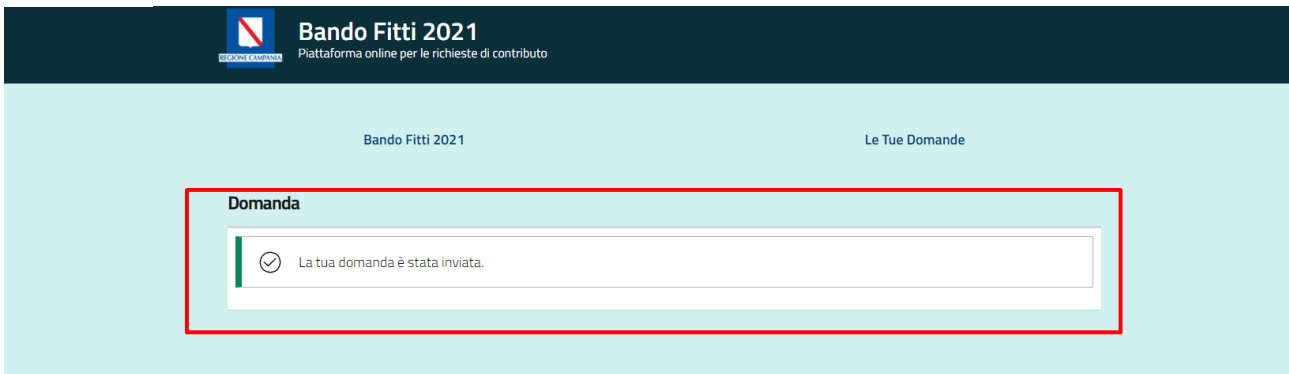 Bando Fitti 2021
Piattaforma online per le richieste di contributo
REGIONE CAMPANIA
Bando Fitti 2021
Le Tue Domande
Domanda
La tua domanda è stata inviata.